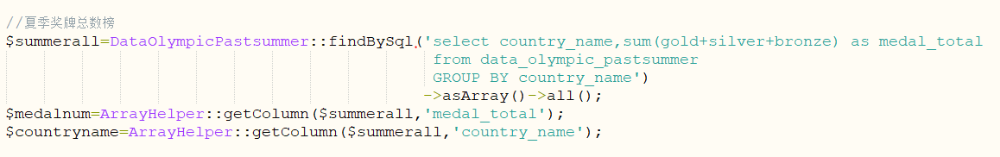 //夏季奖牌总数榜
$summerall=DataOlympicPastsummer::findBySql('select country_name,sum(gold+silver+bronze) as medal_total
from data_olympic_pastsummer
GROUP BY country_name')
->asArray()->all();
$medalnum=ArrayHelper::getColumn($summerall,'medal_total');
$countryname=ArrayHelper::getColumn($summerall,'country_name');